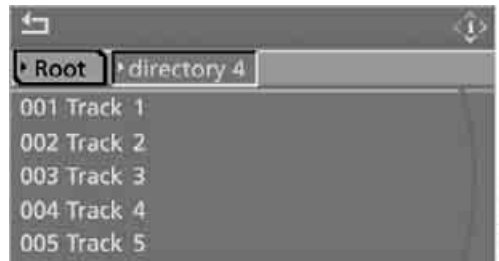 Root directory 4
001 Track 1
002 Track 2
003 Track 3
004 Track 4
005 Track 5